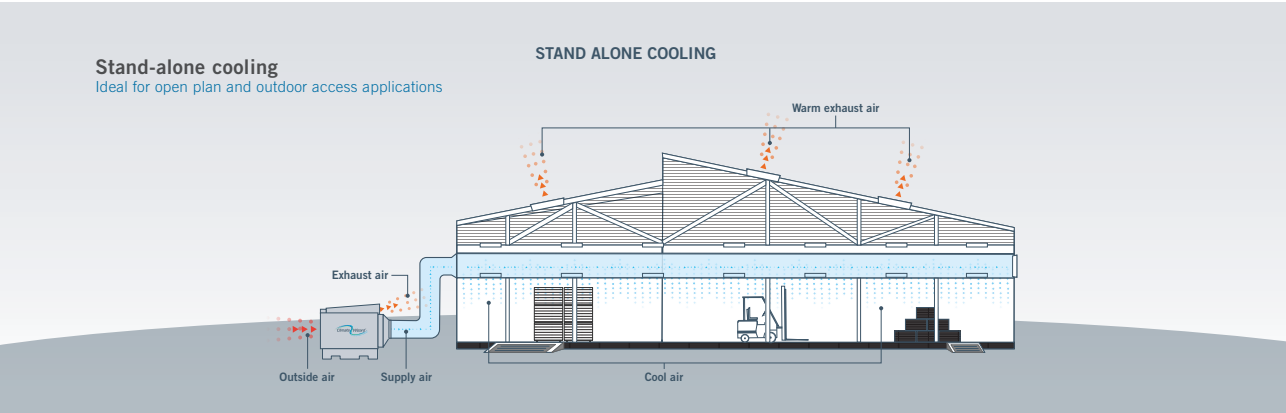 STAND ALONE COOLING
Stand-alone cooling
Ideal for open plan and outdoor access applications
Warm exhaust air
Exhaust air
Outside air
Supply air
Cool air